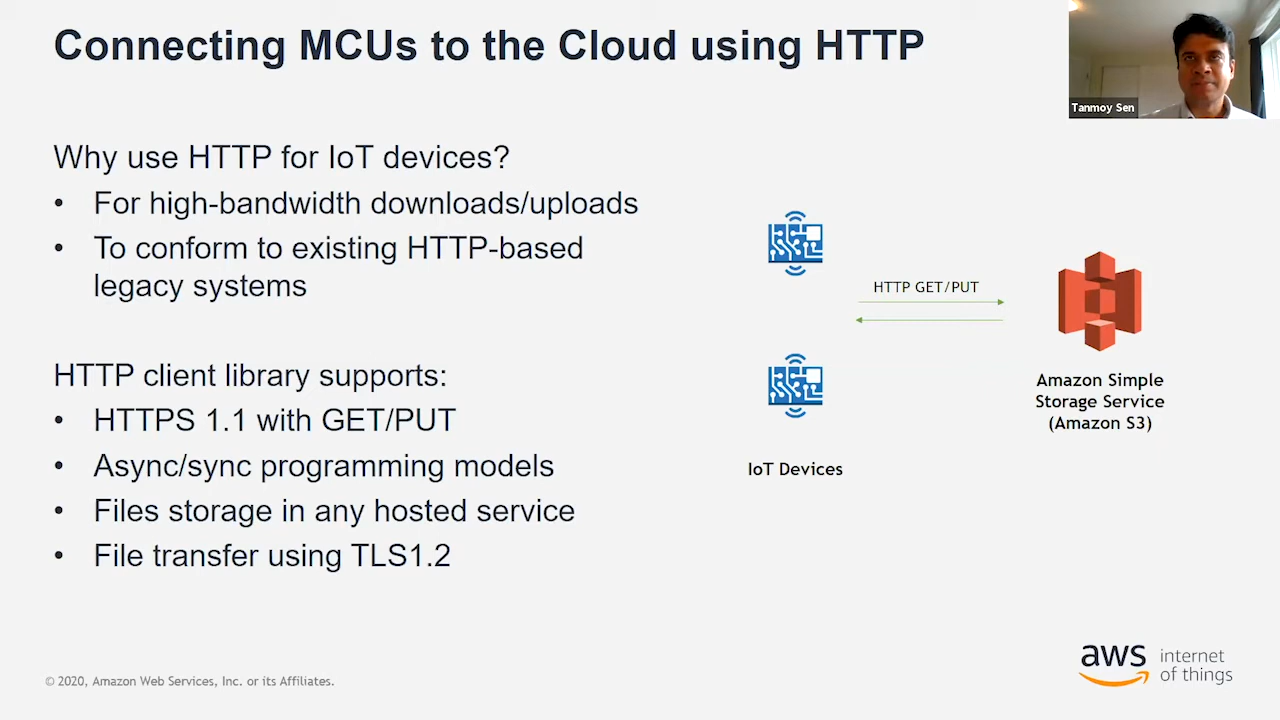 Connecting MCUs to the Cloud using HTTP
Tanmoy Sen
Why use HTTP for IoT devices?
• For high-bandwidth downloads/uploads
• To conform to existing HTTP-based
legacy systems
HTTP client library supports:
• HTTPS 1.1 with GET/PUT
• Async/sync programming models
• Files storage in any hosted service
• File transfer using TLS1.2
HTTP GET/PUT
IoT Devices
Amazon Simple
Storage Service
(Amazon S3)
© 2020, Amazon Web Services, Inc. or its Affiliates.
aws internet
of things